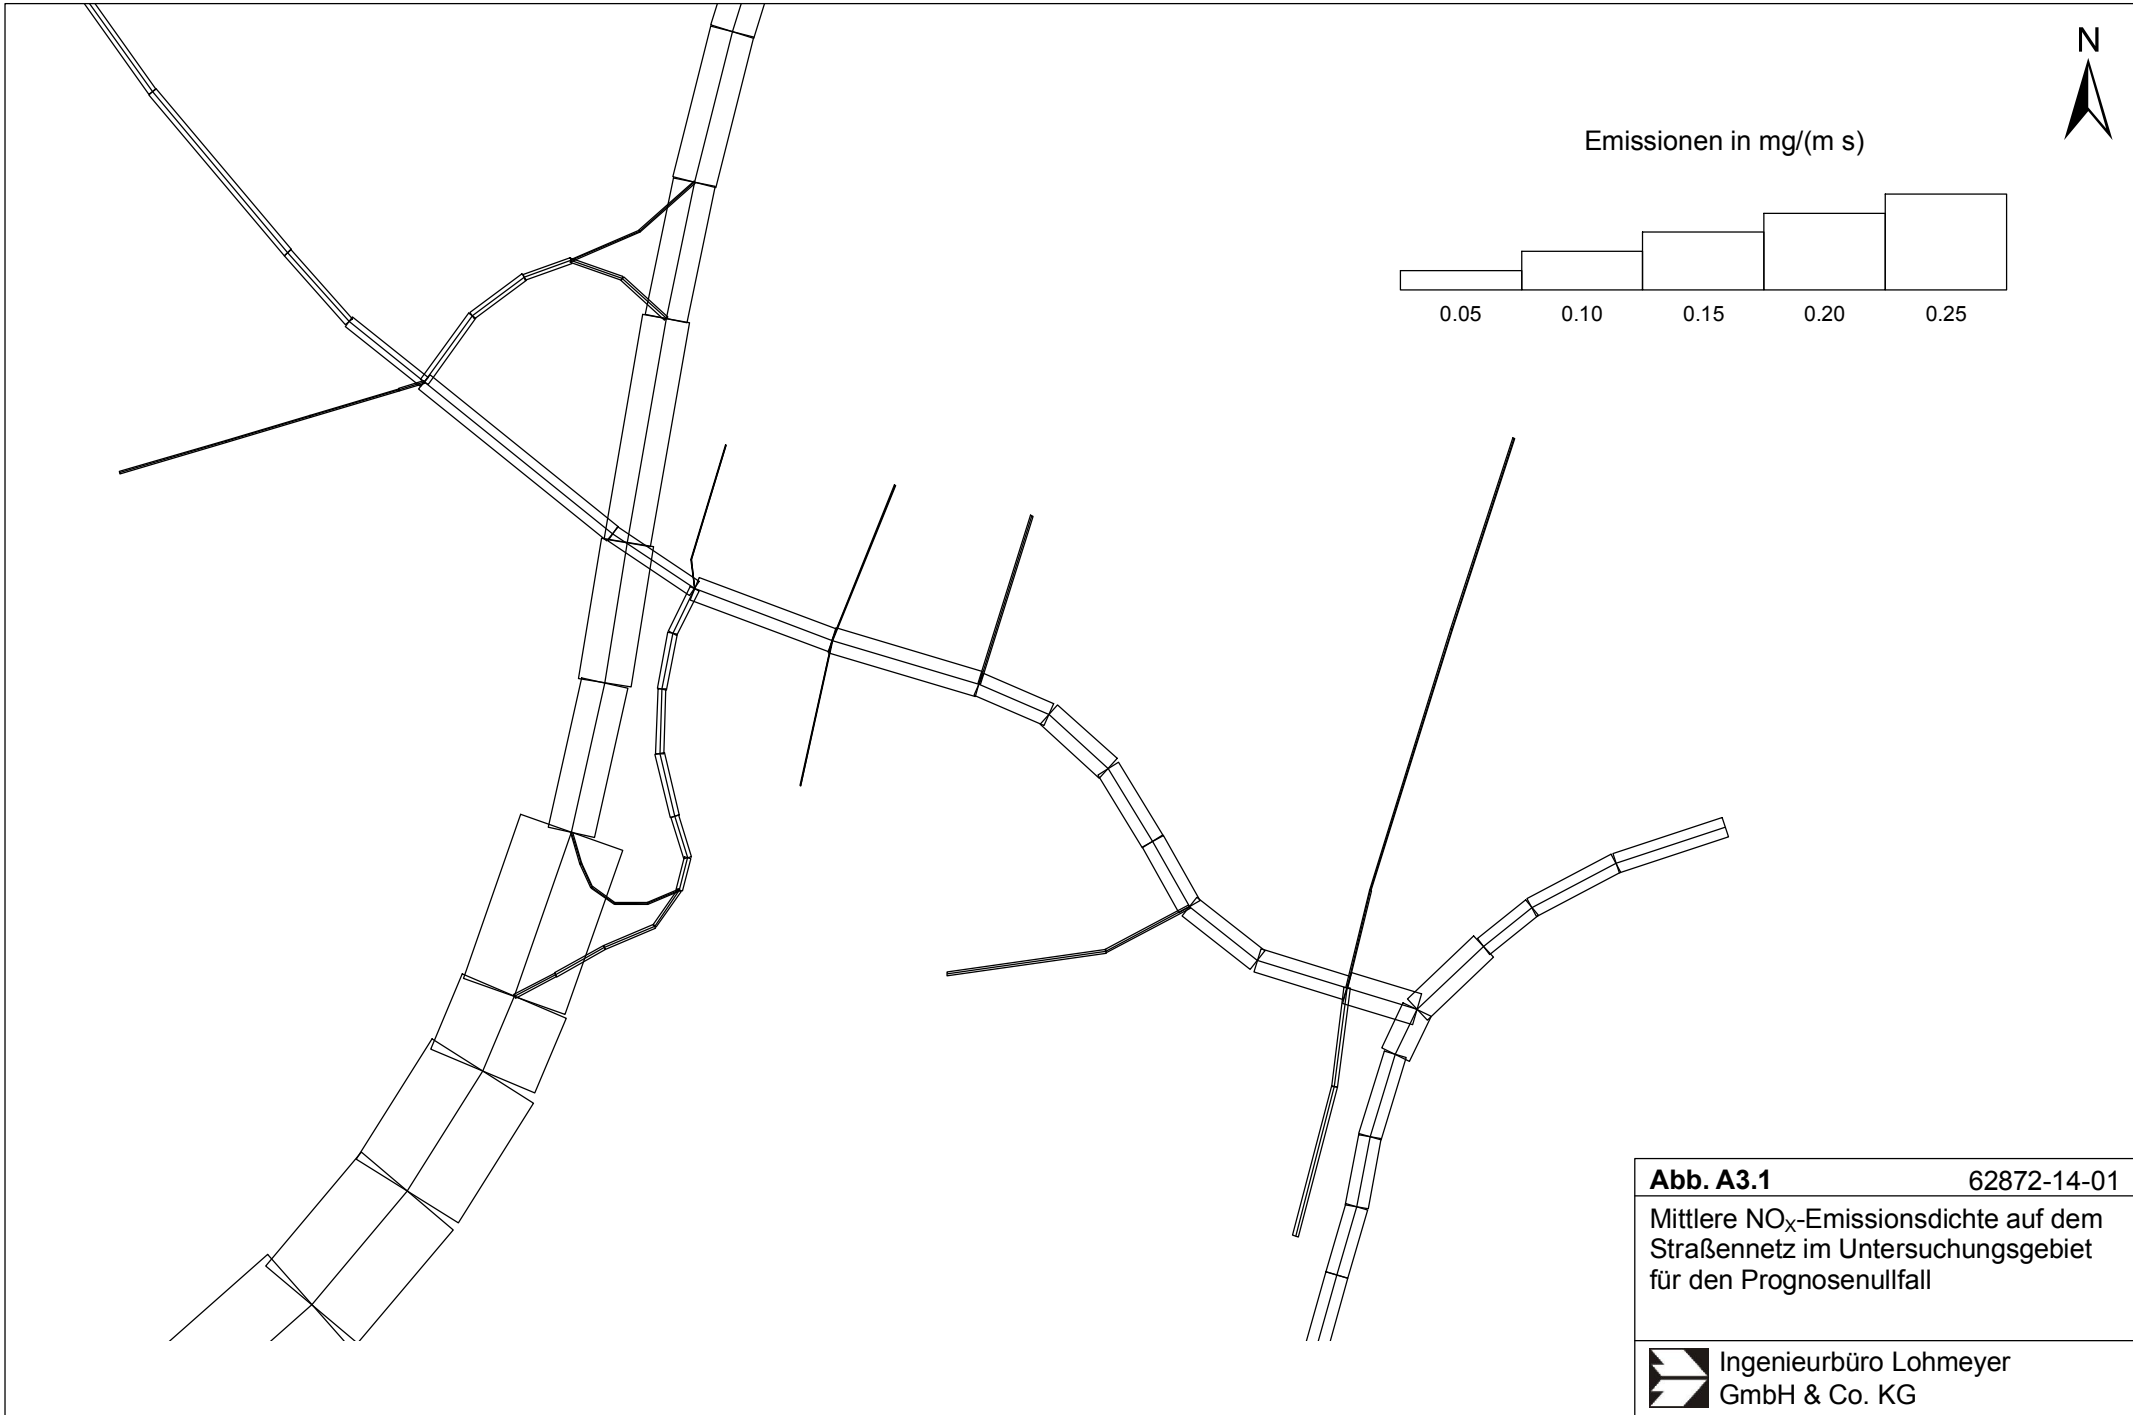 N
Emissionen in mg/(m s)
0.05 0.10 0.15 0.20 0.25
Abb. A3.1 62872-14-01
Mittlere NOX-Emissionsdichte auf dem
Straßennetz im Untersuchungsgebiet
für den Prognosenullfall
Ingenieurbüro Lohmeyer
GmbH & Co. KG